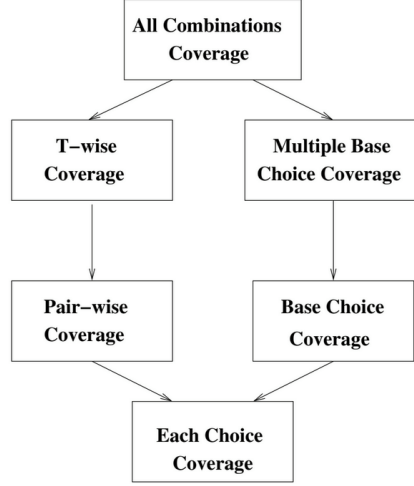 All Combinations
Coverage
T-wise
Coverage
Multiple Base
Choice Coverage
Pair-wise
Coverage
Base Choice
Coverage
Each Choice
Coverage